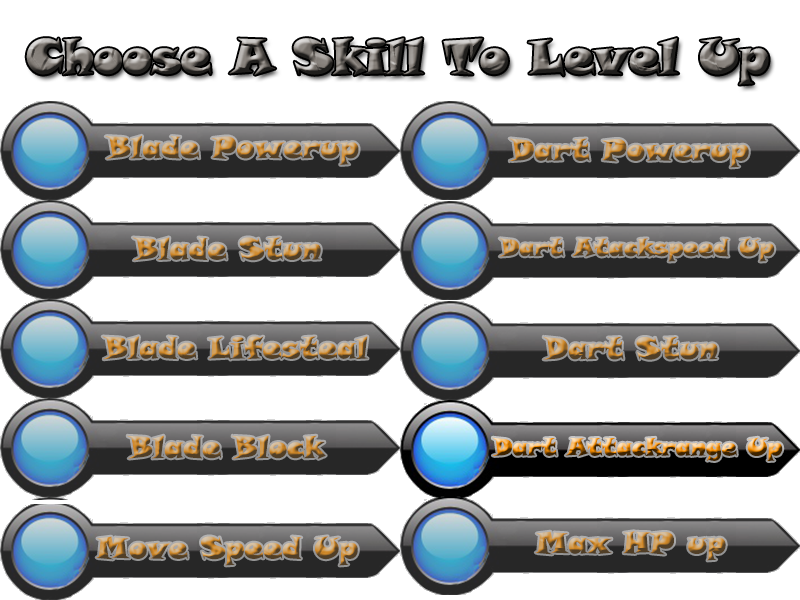 Choose A Skill To Level Up
Blade Powerup
Dart Powerup
Blade Stun
Dart Atackspeed Up
Blade Lifesteal
Dart Stun
Blade Block
Dart Attackrange Up
Move Speed Up
Max HP up